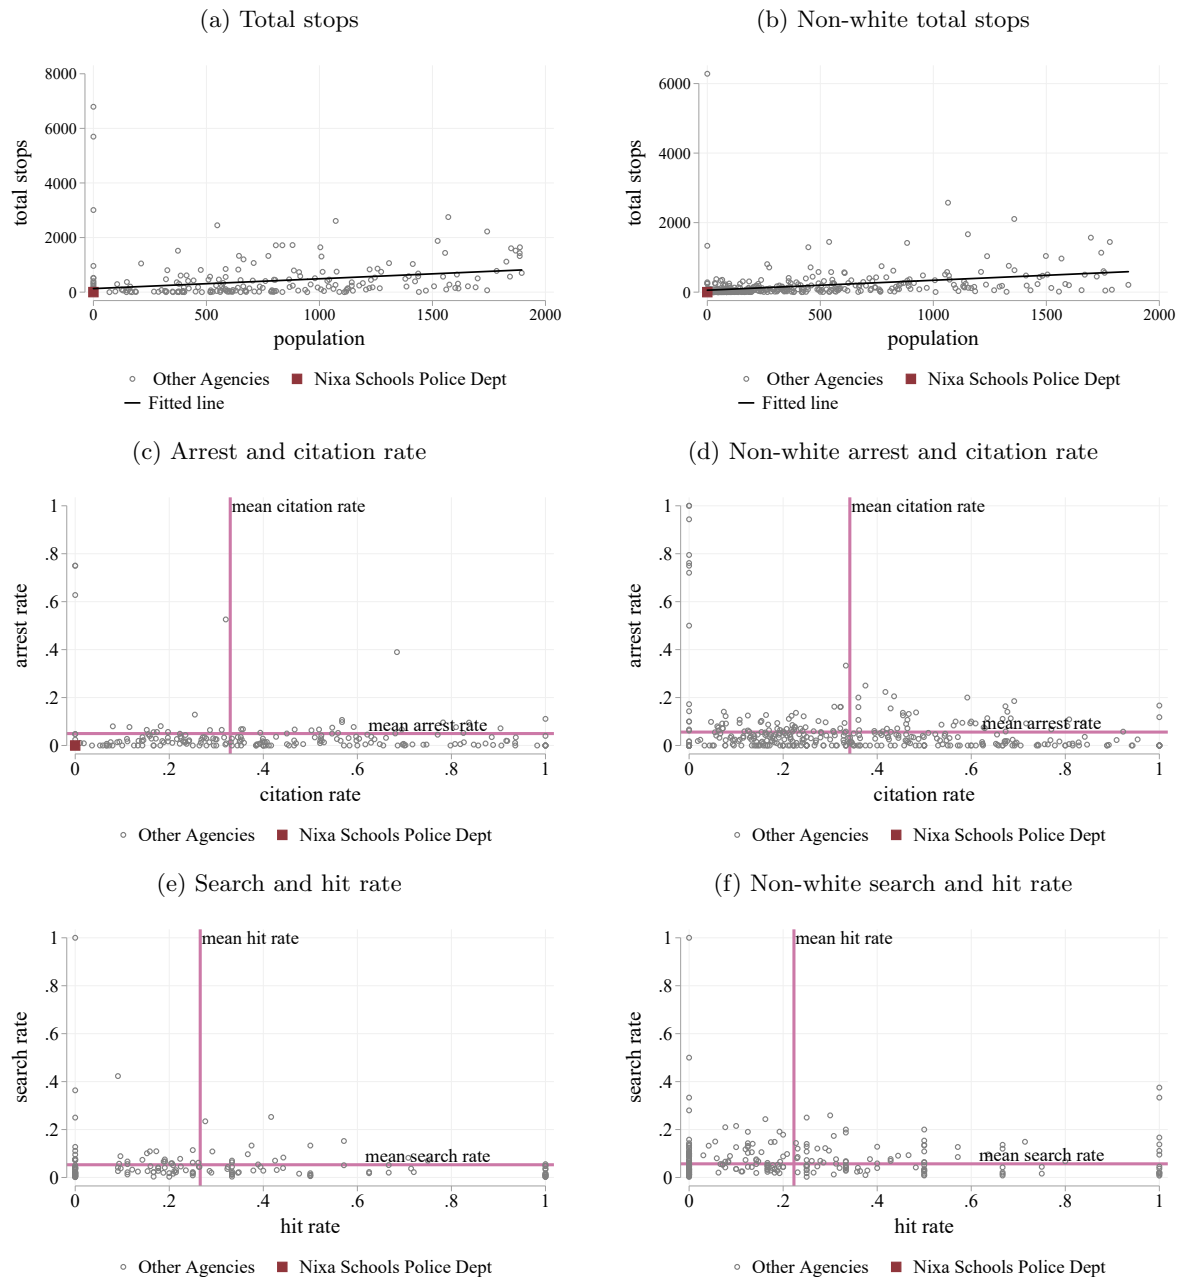 (a) Total stops
8000
6000
4000
2000
0
total stops
0 500 1000 1500 2000
population
Other Agencies Nixa Schools Police Dept
Fitted line
(b) Non-white total stops
6000
4000
2000
0
total stops
0 500 1000 1500 2000
population
Other Agencies Nixa Schools Police Dept
Fitted line
(c) Arrest and citation rate
1
.8
.6
.4
.2
0
arrest rate
mean citation rate
mean arrest rate
0 .2 .4 .6 .8 1
citation rate
Other Agencies Nixa Schools Police Dept
(d) Non-white arrest and citation rate
1
.8
.6
.4
.2
0
arrest rate
mean citation rate
mean arrest rate
0 .2 .4 .6 .8 1
citation rate
Other Agencies Nixa Schools Police Dept
(e) Search and hit rate
1
.8
.6
.4
.2
0
search rate
mean hit rate
mean search rate
0 .2 .4 .6 .8 1
hit rate
Other Agencies Nixa Schools Police Dept
(f) Non-white search and hit rate
1
.8
.6
.4
.2
0
search rate
mean hit rate
mean search rate
0 .2 .4 .6 .8 1
hit rate
Other Agencies Nixa Schools Police Dept